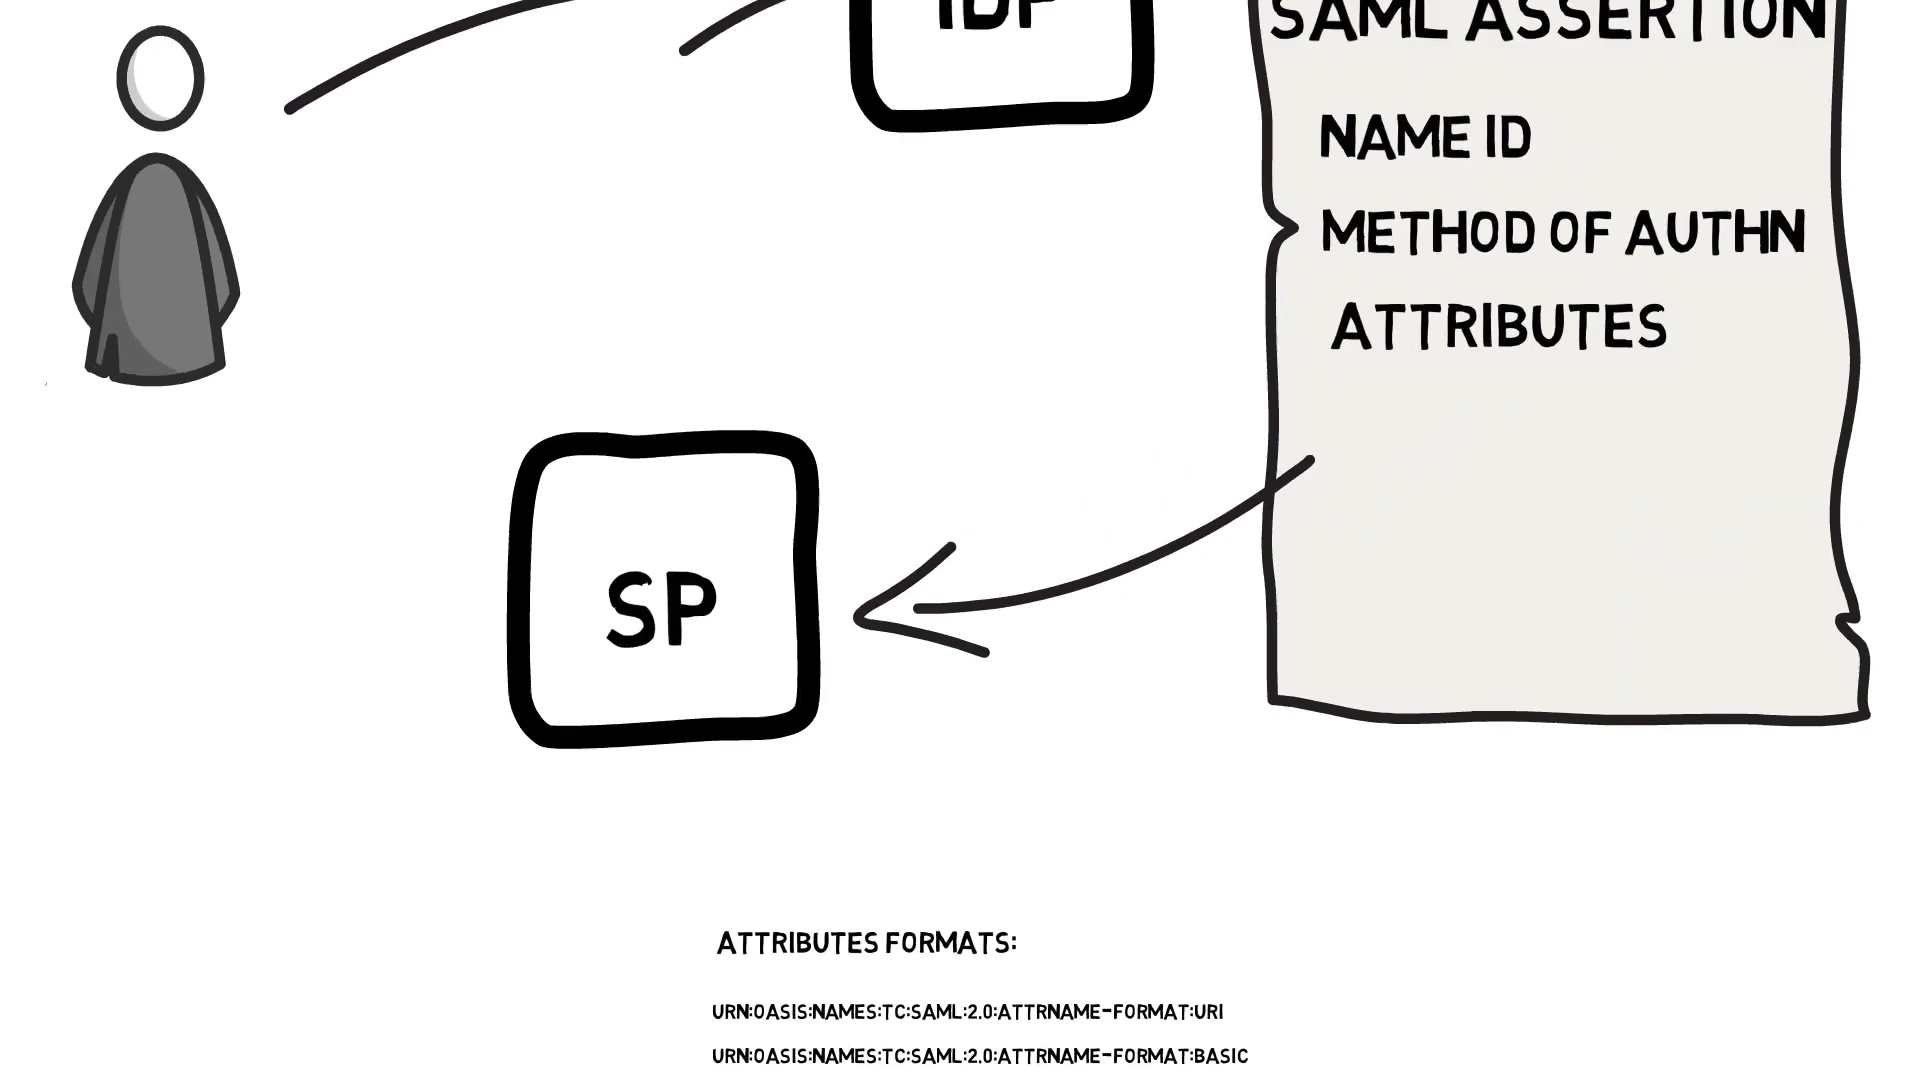 IDP
SAML ASSERTION
NAME ID
METHOD OF AUTHN
ATTRIBUTES
SP
ATTRIBUTES FORMATS:
URN:OASIS:NAMES:TC:SAML:2.0:ATTRNAME-FORMAT:URI
URN:OASIS:NAMES:TC:SAML:2.0:ATTRNAME-FORMAT:BASIC